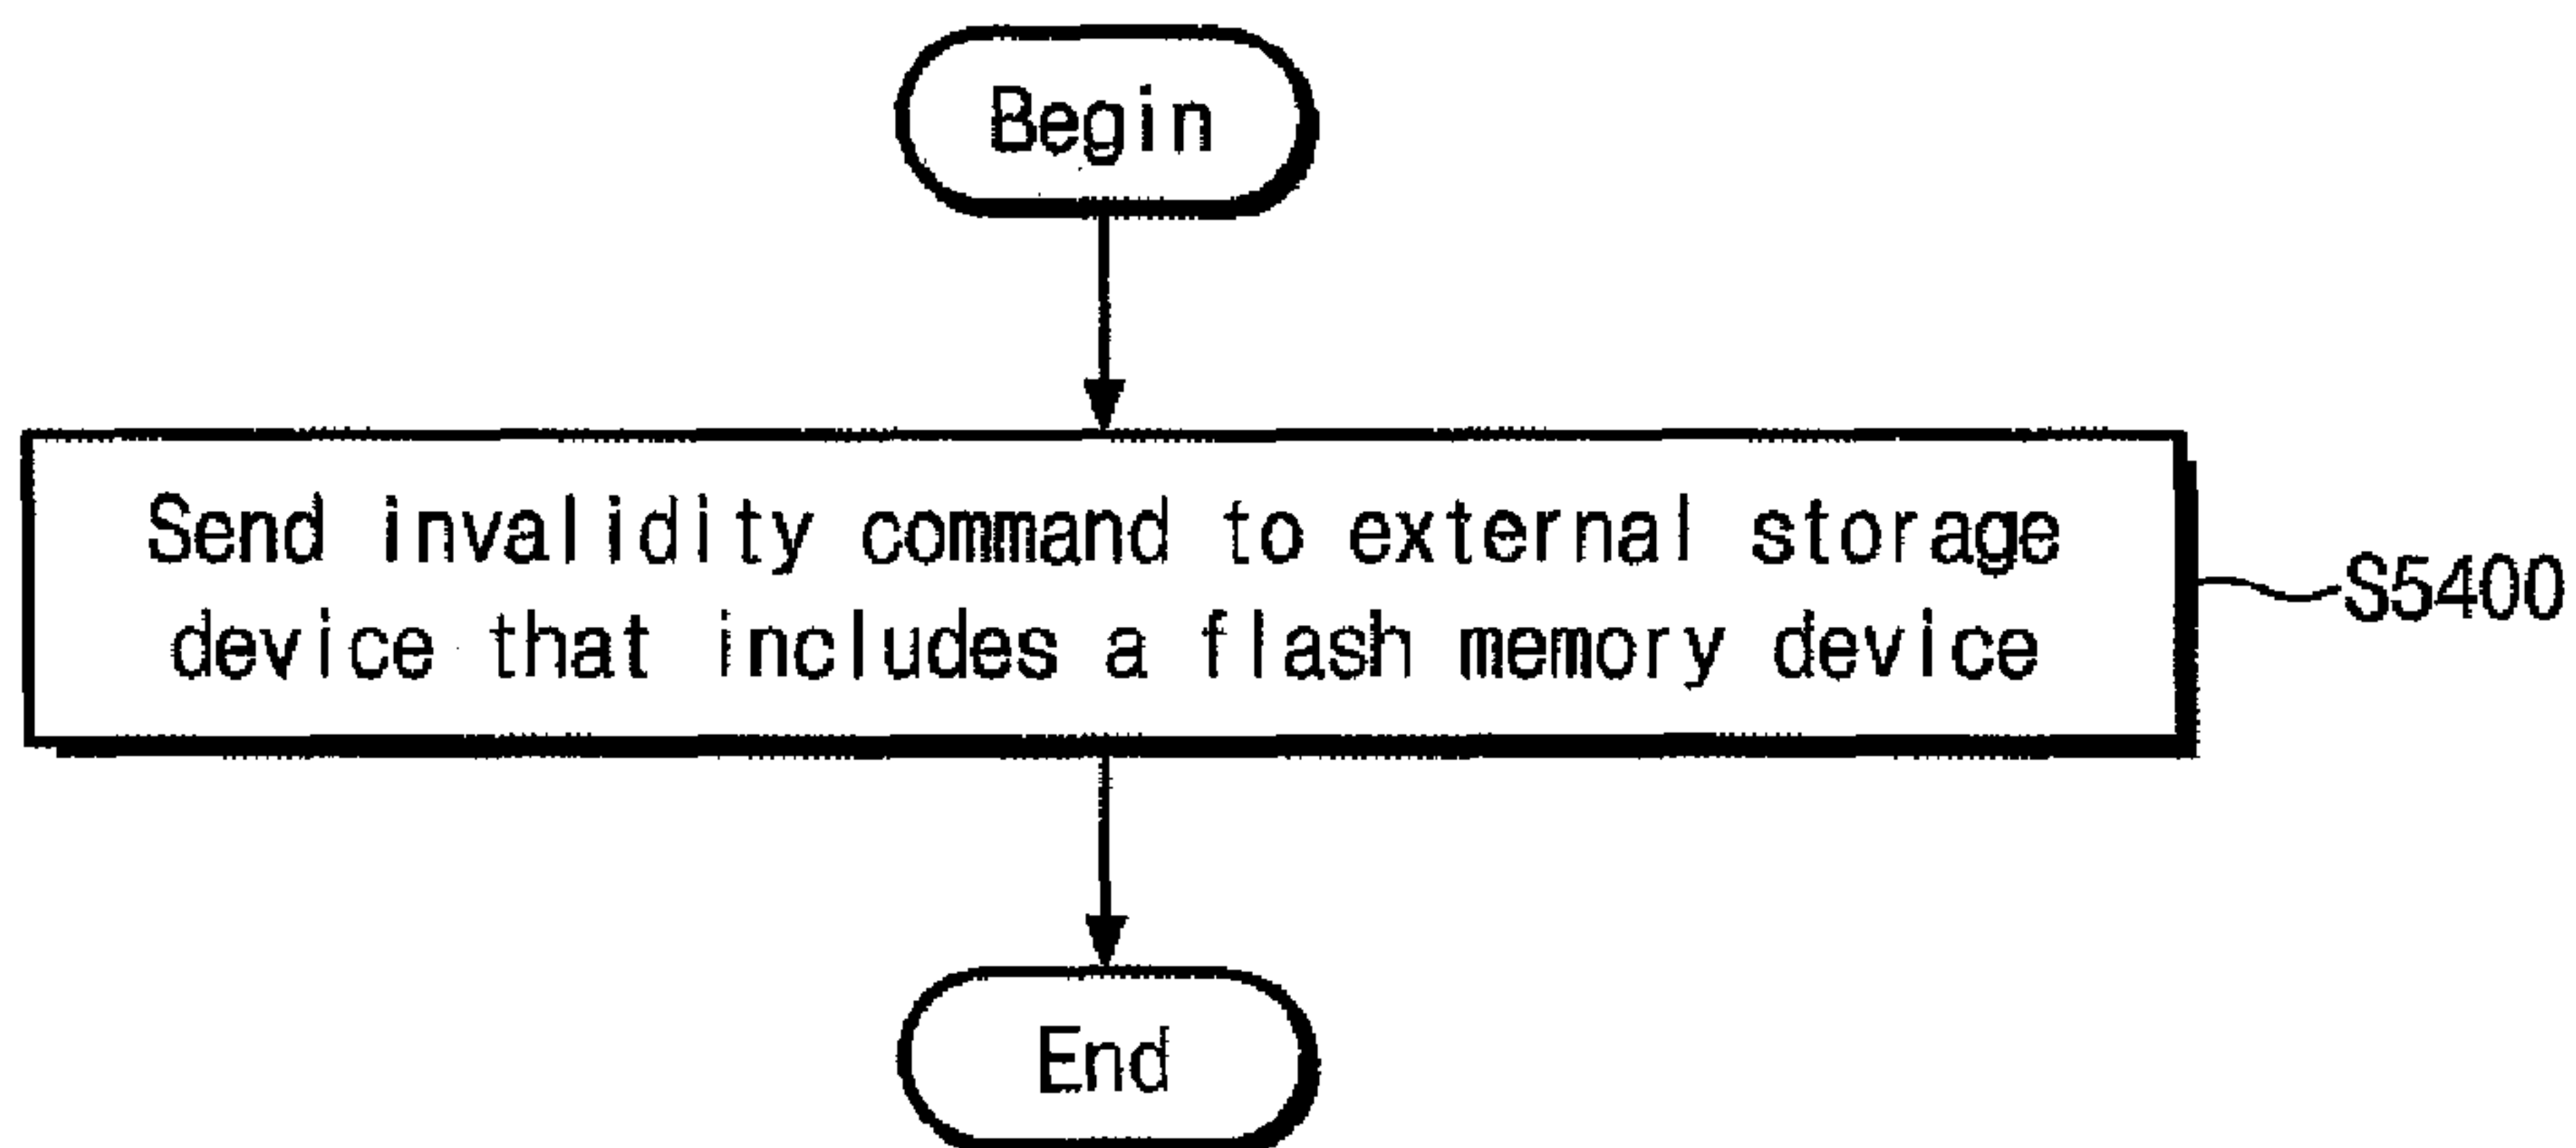 Begin
Send invalidity command to external storage
device that includes a flash memory device
S5400
End